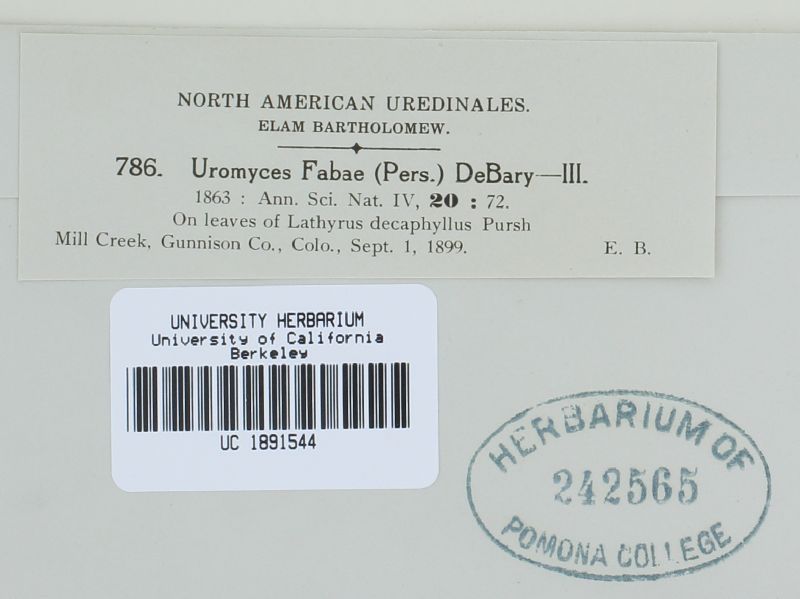 NORTH AMERICAN UREDINALES.
ELAM BARTHOLOMEW.
786. Uromyces Fabae (Pers.) DeBary—III.
1863 : Ann. Sci. Nat. IV, 20 : 72.
On leaves of Lathyrus decaphyllus Pursh
Mill Creek, Gunnison Co., Colo., Sept. 1, 1899. E. B.
UNIVERSITY HERBARIUM
University of California
Berkeley
UC 1891544
HERBARIUM OF
242565
POMONA COLLEGE